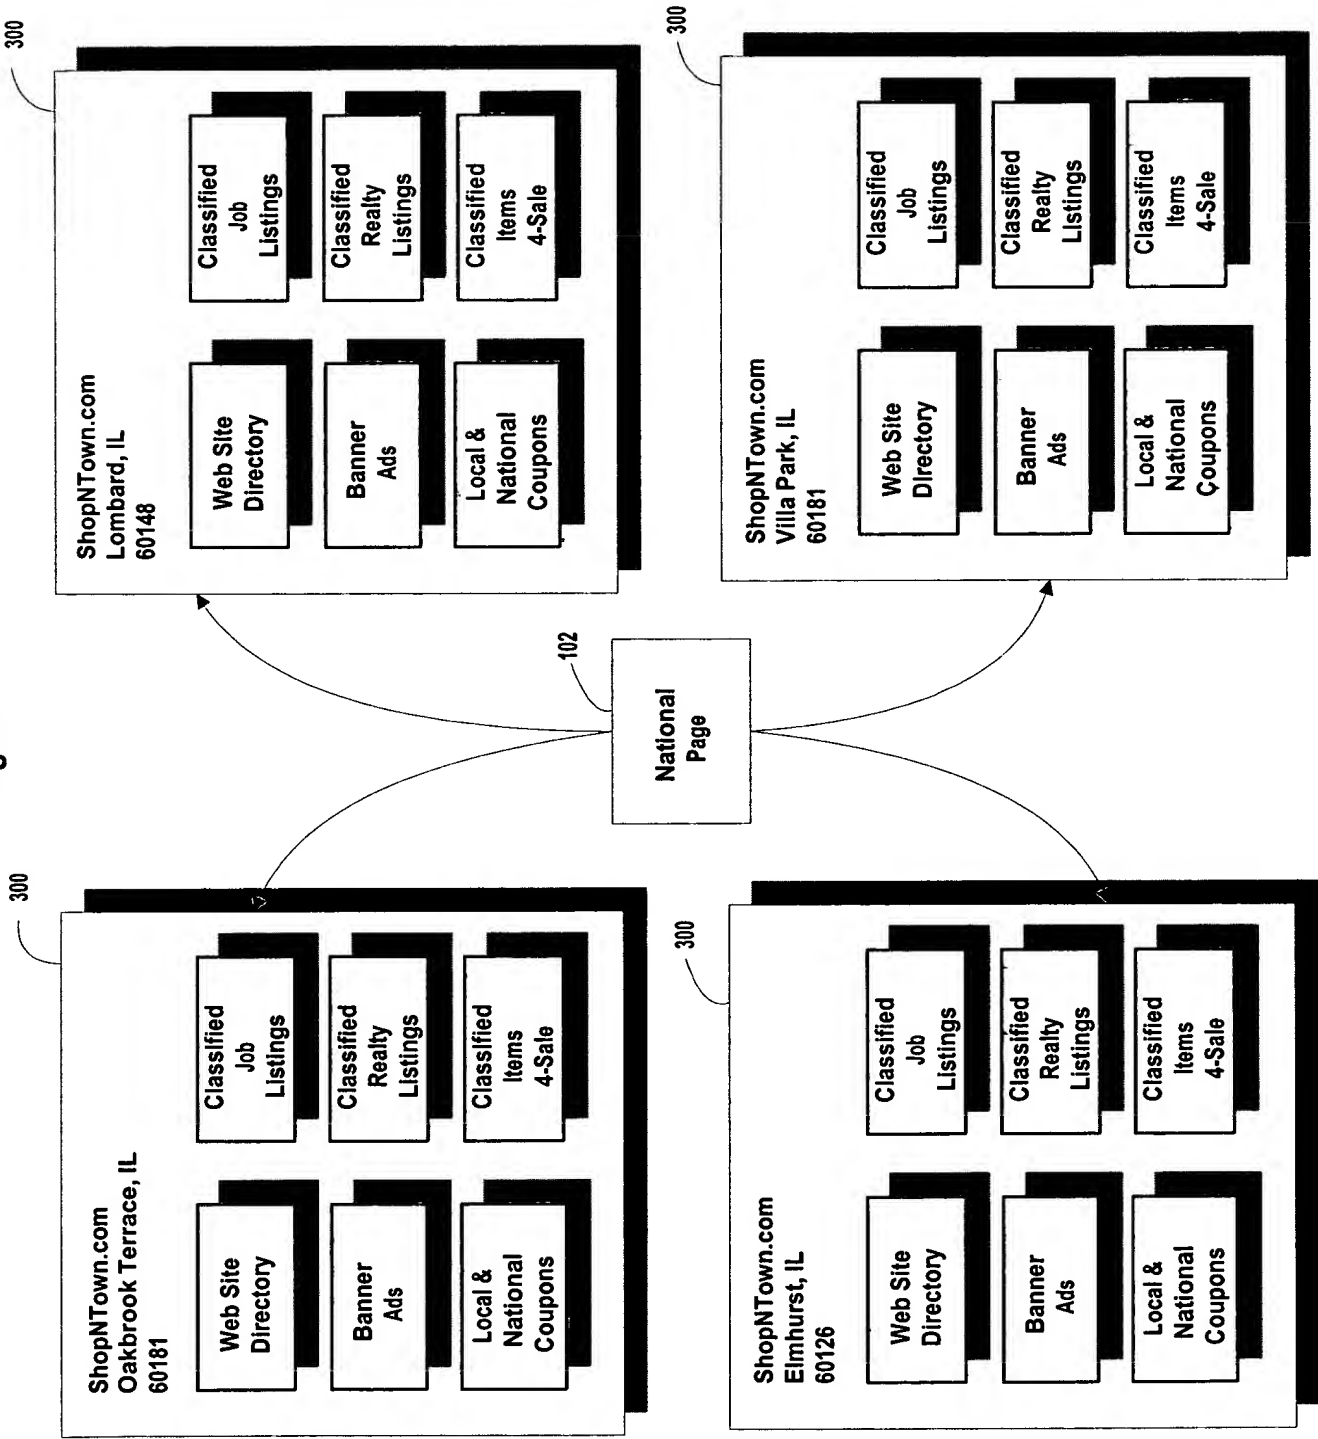 300
ShopNTown.com
Oakbrook Terrace, IL
60181
Web Site
Directory
Classified
Job
Listings
Banner
Ads
Classified
Realty
Listings
Local &
National
Coupons
Classified
Items
4-Sale
300
ShopNTown.com
Lombard, IL
60148
Web Site
Directory
Classified
Job
Listings
Banner
Ads
Classified
Realty
Listings
Local &
National
Coupons
Classified
Items
4-Sale
102
National
Page
300
ShopNTown.com
Elmhurst, IL
60126
Web Site
Directory
Classified
Job
Listings
Banner
Ads
Classified
Realty
Listings
Local &
National
Coupons
Classified
Items
4-Sale
300
ShopNTown.com
Villa Park, IL
60181
Web Site
Directory
Classified
Job
Listings
Banner
Ads
Classified
Realty
Listings
Local &
National
Coupons
Classified
Items
4-Sale